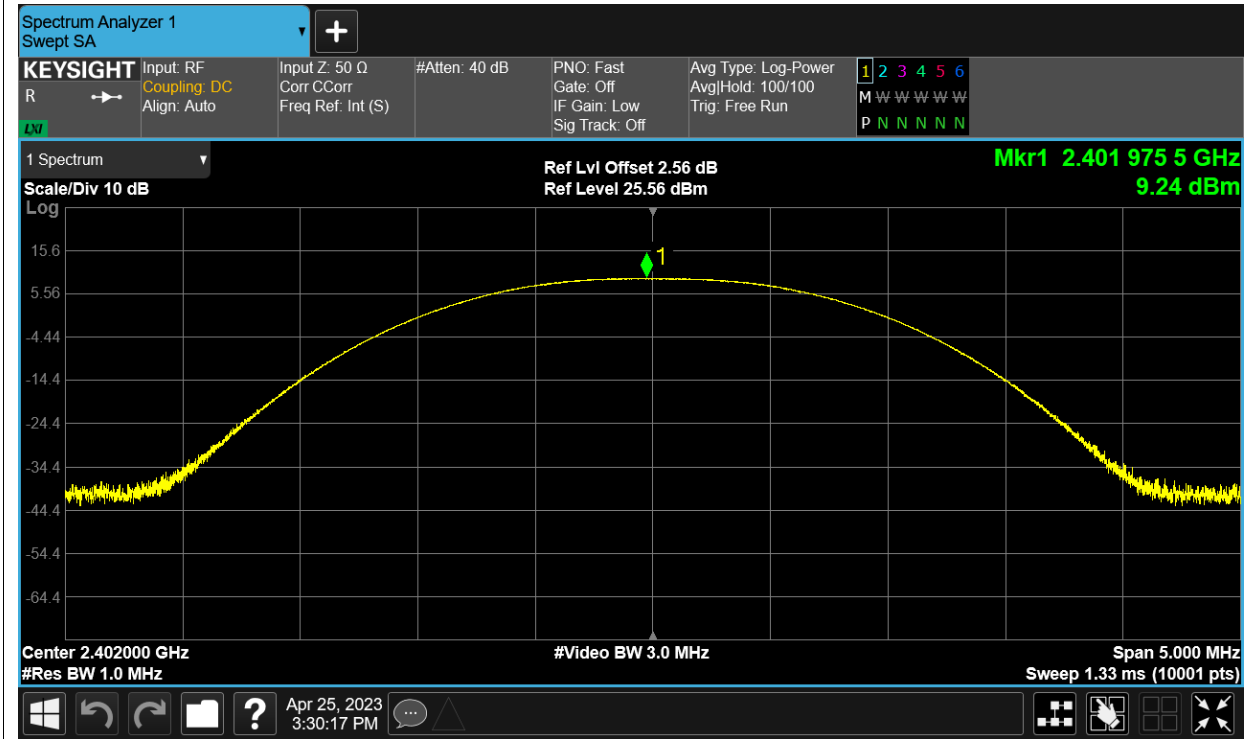 Spectrum Analyzer 1
Swept SA
KEYSIGHT
R
LXI
Input: RF
Coupling: DC
Align: Auto
Input Z: 50 Ω
Corr CCorr
Freq Ref: Int (S)
#Atten: 40 dB
PNO: Fast
Gate: Off
IF Gain: Low
Sig Track: Off
Avg Type: Log-Power
Avg|Hold: 100/100
Trig: Free Run
1 2 3 4 5 6
M W W W W W
P N N N N N
1 Spectrum
Scale/Div 10 dB
Log
Ref Lvl Offset 2.56 dB
Ref Level 25.56 dBm
Mkr1 2.401 975 5 GHz
9.24 dBm
1
15.6
5.56
-4.44
-14.4
-24.4
-34.4
-44.4
-54.4
-64.4
Center 2.402000 GHz
#Res BW 1.0 MHz
#Video BW 3.0 MHz
Span 5.000 MHz
Sweep 1.33 ms (10001 pts)
?
Apr 25, 2023
3:30:17 PM